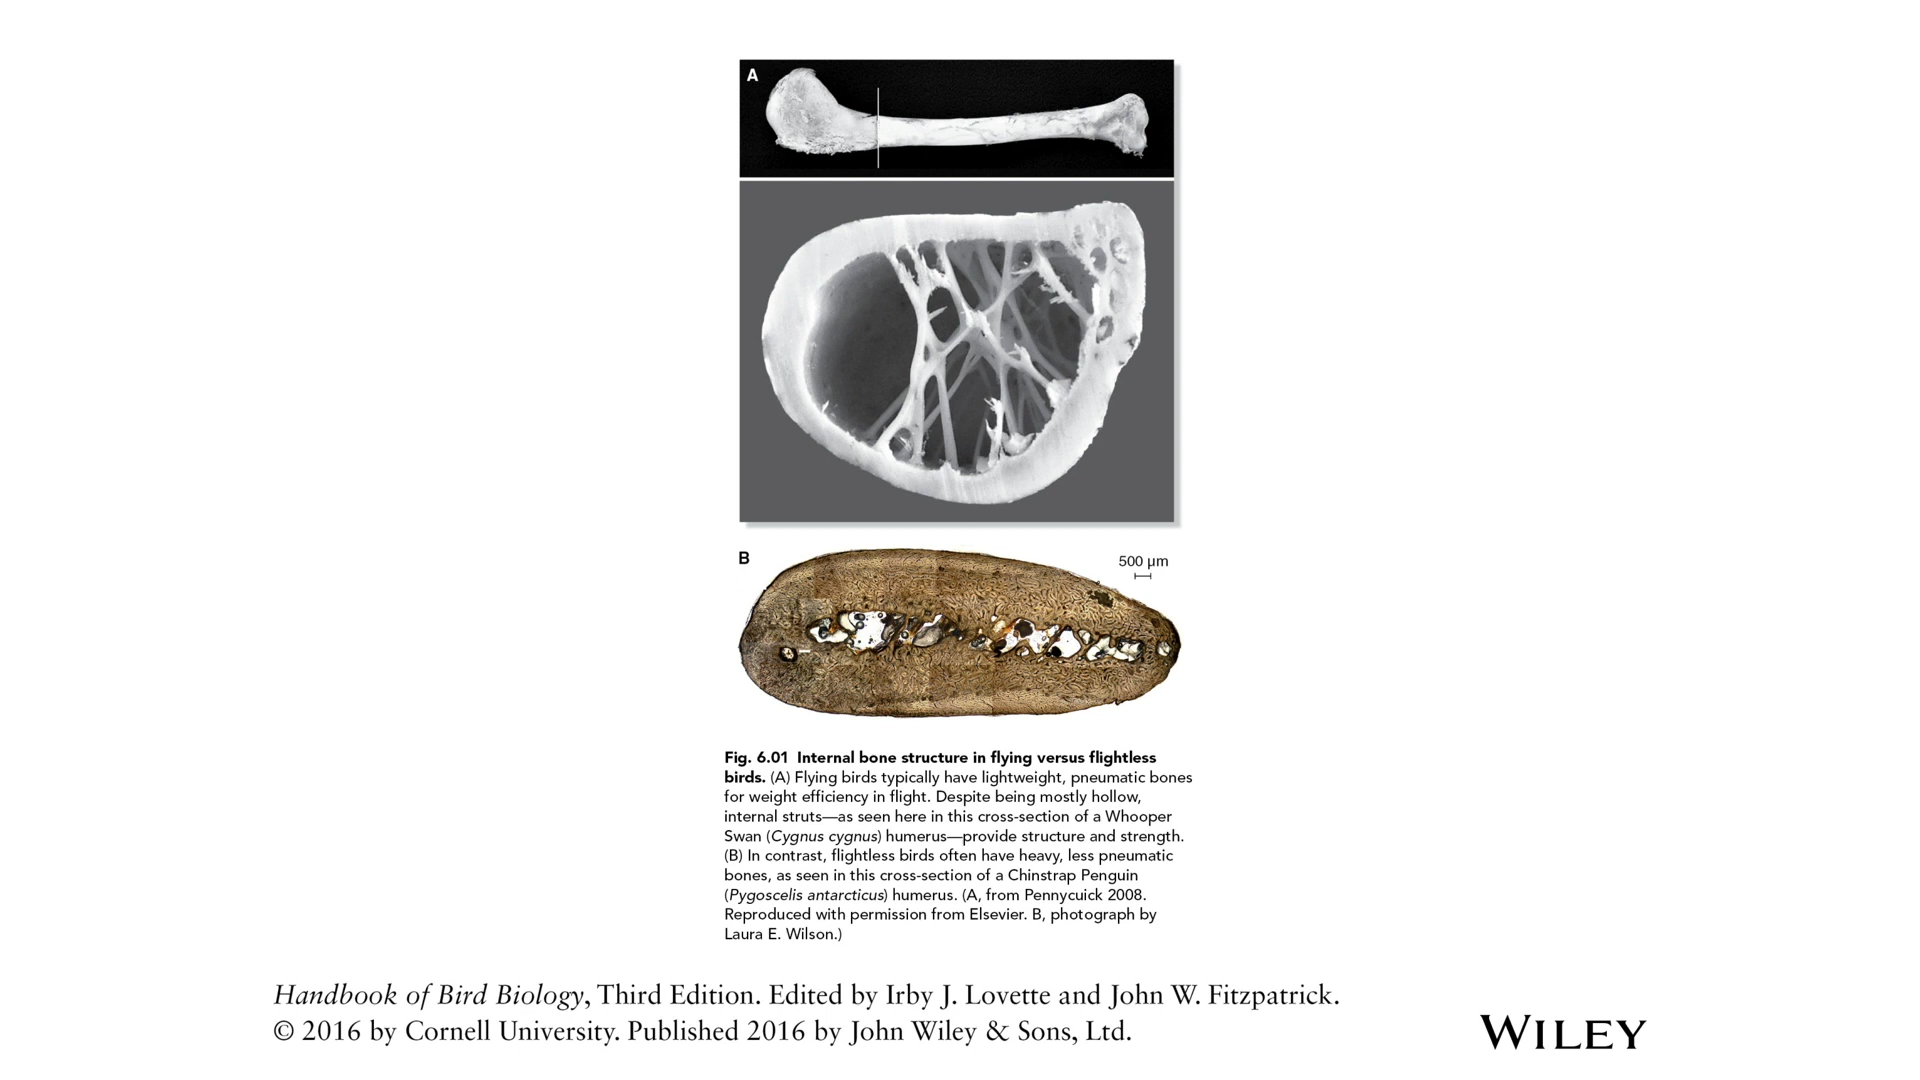 A
B
500 µm
Fig. 6.01 Internal bone structure in flying versus flightless
birds. (A) Flying birds typically have lightweight, pneumatic bones
for weight efficiency in flight. Despite being mostly hollow,
internal struts—as seen here in this cross-section of a Whooper
Swan (Cygnus cygnus) humerus—provide structure and strength.
(B) In contrast, flightless birds often have heavy, less pneumatic
bones, as seen in this cross-section of a Chinstrap Penguin
(Pygoscelis antarcticus) humerus. (A, from Pennycuick 2008.
Reproduced with permission from Elsevier. B, photograph by
Laura E. Wilson.)
Handbook of Bird Biology, Third Edition. Edited by Irby J. Lovette and John W. Fitzpatrick.
© 2016 by Cornell University. Published 2016 by John Wiley & Sons, Ltd.
WILEY